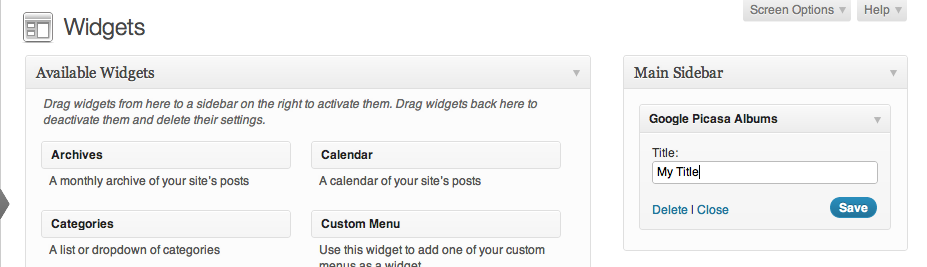 Screen Options
Help
Widgets
Available Widgets
Drag widgets from here to a sidebar on the right to activate them. Drag widgets back here to
deactivate them and delete their settings.
Archives
A monthly archive of your site's posts
Calendar
A calendar of your site's posts
Categories
A list or dropdown of categories
Custom Menu
Use this widget to add one of your custom
menus as a widget
Main Sidebar
Google Picasa Albums
Title:
My Title
Delete | Close
Save